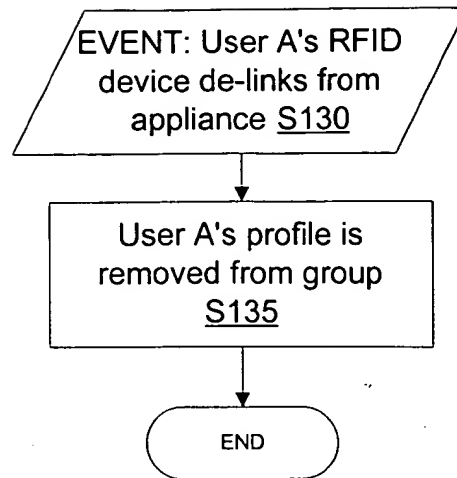 EVENT: User A's RFID
device de-links from
appliance S130
User A's profile is
removed from group
S135
END